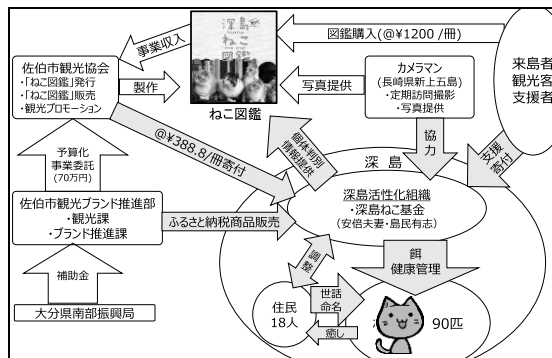 事業収入
深島
ねこ
図鑑
図鑑購入(@¥1200 /冊)
来島者
観光客
支援者
佐伯市観光協会
・「ねこ図鑑」発行
・「ねこ図鑑」販売
・観光プロモーション
製作
ねこ図鑑
写真提供
カメラマン
(長崎県新上五島)
・定期訪問撮影
・写真提供
@¥388.8/冊寄付
個体判別
情報提供
協力
支援
寄付
予算化
事業委託
(70万円)
深島
深島活性化組織
・深島ねこ基金
(安倍夫妻・島民有志)
佐伯市観光ブランド推進部
・観光課
・ブランド推進課
ふるさと納税商品販売
調整
餌
健康管理
補助金
大分県南部振興局
住民
18人
世話
命名
癒し
90匹